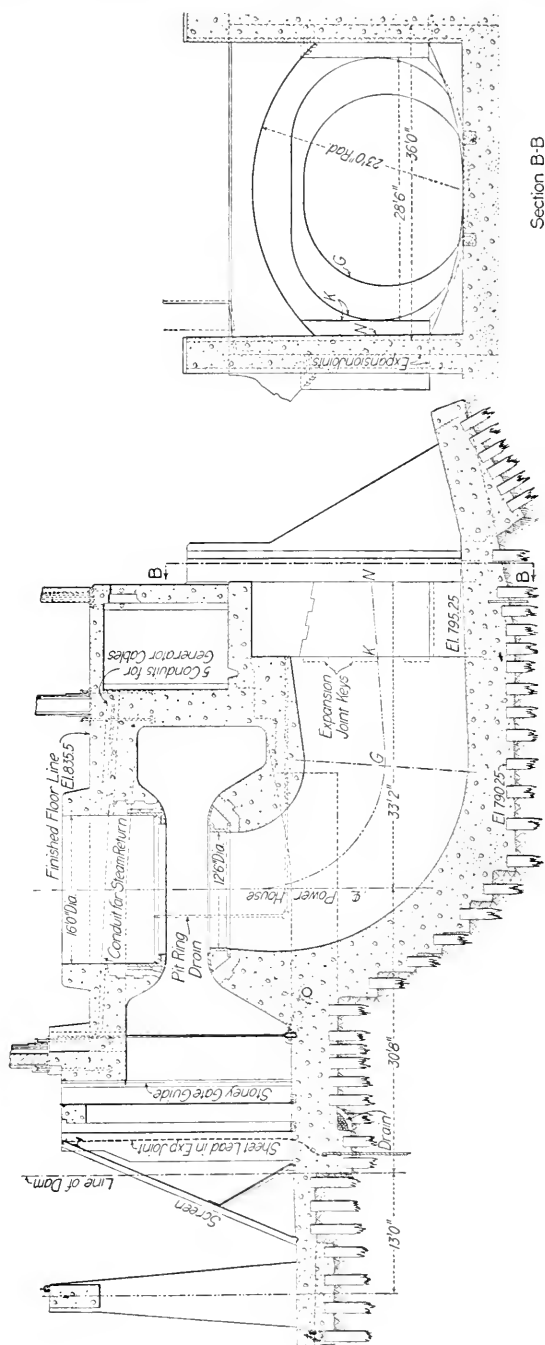 Finished Floor Line
El.835.5
5 Conduits for
Generator Cables
16'0"Dia.
Conduit for Steam Return
Pit Ring
Drain
12'6"Dia
Stoney Gate Guide
Sheet Lead in Exp Joint
Line of Dam
Screen
Power House
Drain
13'0"
30'8"
33'2"
G
K
N
Expansion
Joint Keys
El. 795.25
El 790.25
B
B
23'0"Rad.
28'6"
36'0"
G
K
N
Expansion Joints
Section B-B